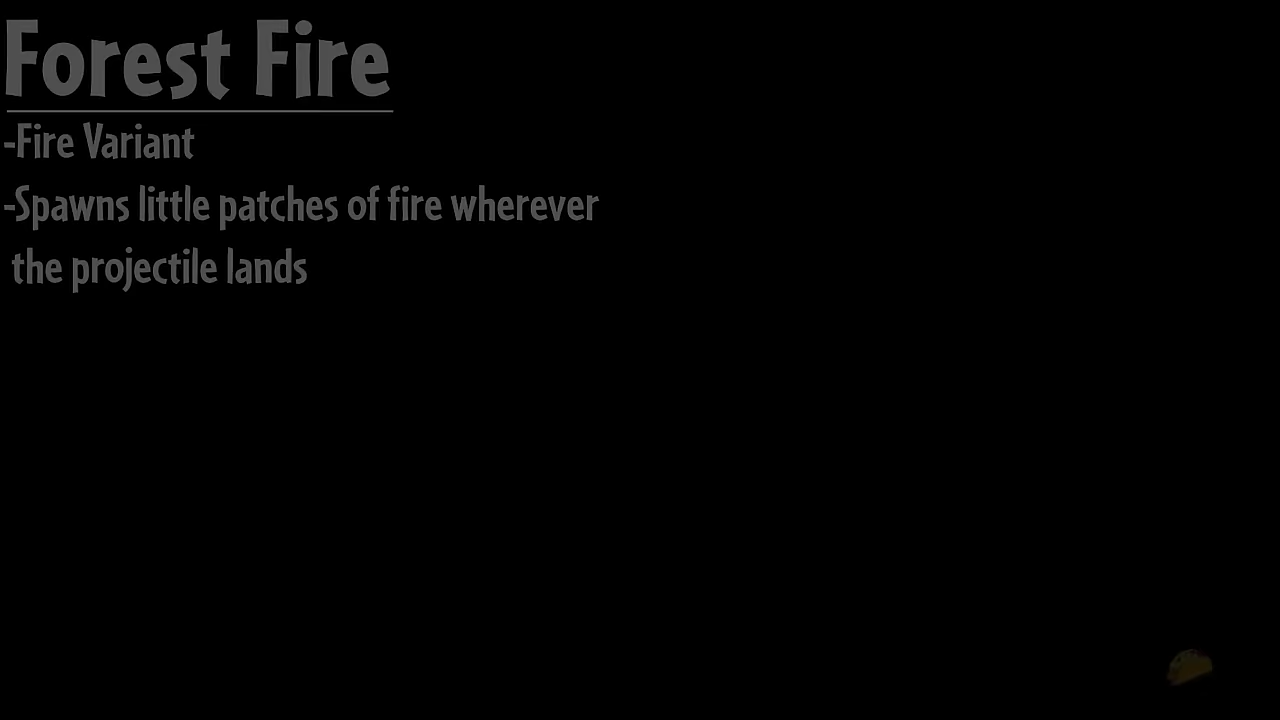 Forest Fire
-Fire Variant
-Spawns little patches of fire wherever
the projectile lands